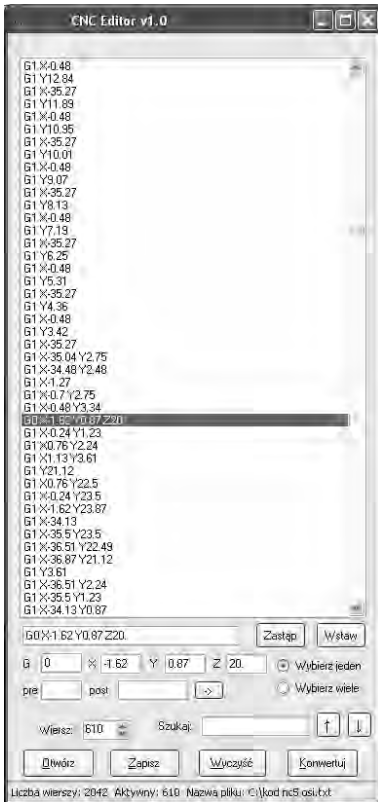 CNC Editor v1.0
G1 X-0.48
G1 Y12.84
G1 X-35.27
G1 Y11.89
G1 X-0.48
G1 Y10.95
G1 X-35.27
G1 Y10.01
G1 X-0.48
G1 Y9.07
G1 X-35.27
G1 Y8.13
G1 X-0.48
G1 Y7.19
G1 X-35.27
G1 Y6.25
G1 X-0.48
G1 Y5.31
G1 X-35.27
G1 Y4.36
G1 X-0.48
G1 Y3.42
G1 X-35.27
G1 X-35.04 Y2.75
G1 X-34.48 Y2.48
G1 X-1.27
G1 X-0.7 Y2.75
G1 X-0.48 Y3.34
G0 X-1.62 Y0.87 Z20.
G1 X-0.24 Y1.23
G1 X0.76 Y2.24
G1 X1.13 Y3.61
G1 Y21.12
G1 X0.76 Y22.5
G1 X-0.24 Y23.5
G1 X-1.62 Y23.87
G1 X-34.13
G1 X-35.5 Y23.5
G1 X-36.51 Y22.49
G1 X-36.87 Y21.12
G1 Y3.61
G1 X-36.51 Y2.24
G1 X-35.5 Y1.23
G1 X-34.13 Y0.87
G0 X-1.62 Y0.87 Z20. Zastąp Wstaw
G 0 X -1.62 Y 0.87 Z 20. Wybierz jeden
pre post -> Wybierz wiele
Wiersz: 610 Szukaj: ↑ ↓
Otwórz Zapisz Wyczyść Konwertuj
Liczba wierszy: 2042 Aktywny: 610 Nazwa pliku: C:\kod nc5 osi.txt